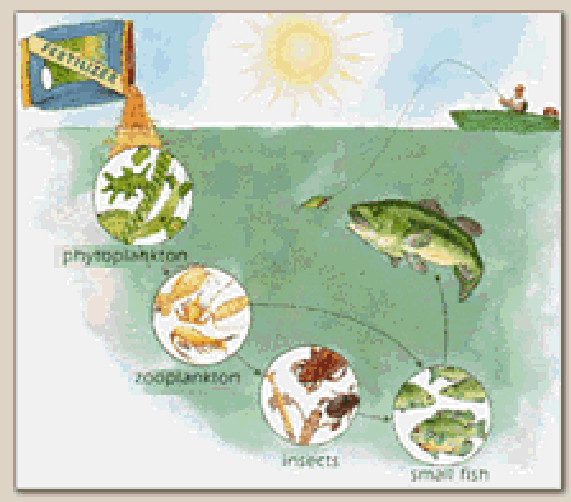 FERTILIZER
phytoplankton
zooplankton
insects
small fish